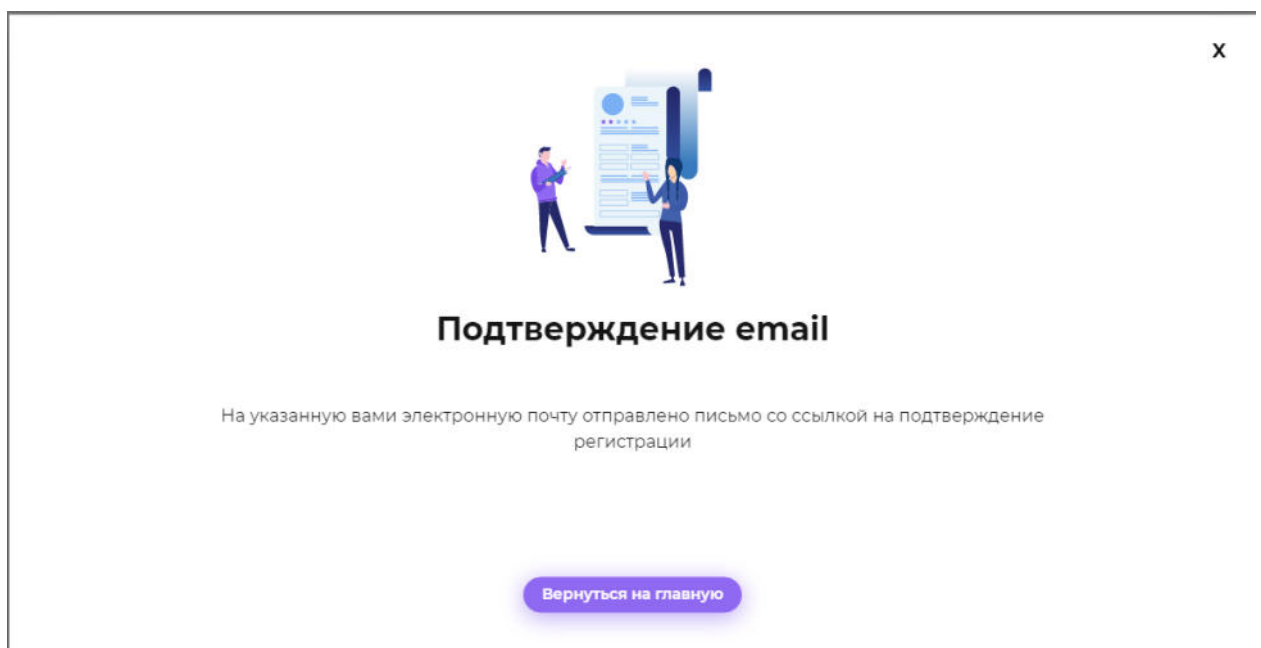 X
Подтверждение email
На указанную вами электронную почту отправлено письмо со ссылкой на подтверждение
регистрации
Вернуться на главную